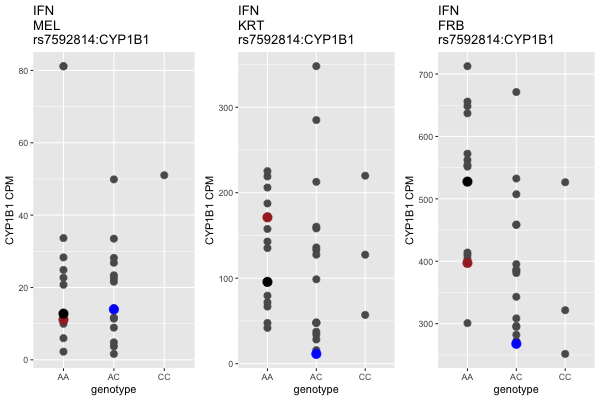 IFN
MEL
rs7592814:CYP1B1
CYP1B1 CPM
80
60
40
20
0
AA AC CC
genotype
IFN
KRT
rs7592814:CYP1B1
CYP1B1 CPM
300
200
100
0
AA AC CC
genotype
IFN
FRB
rs7592814:CYP1B1
CYP1B1 CPM
700
600
500
400
300
AA AC CC
genotype